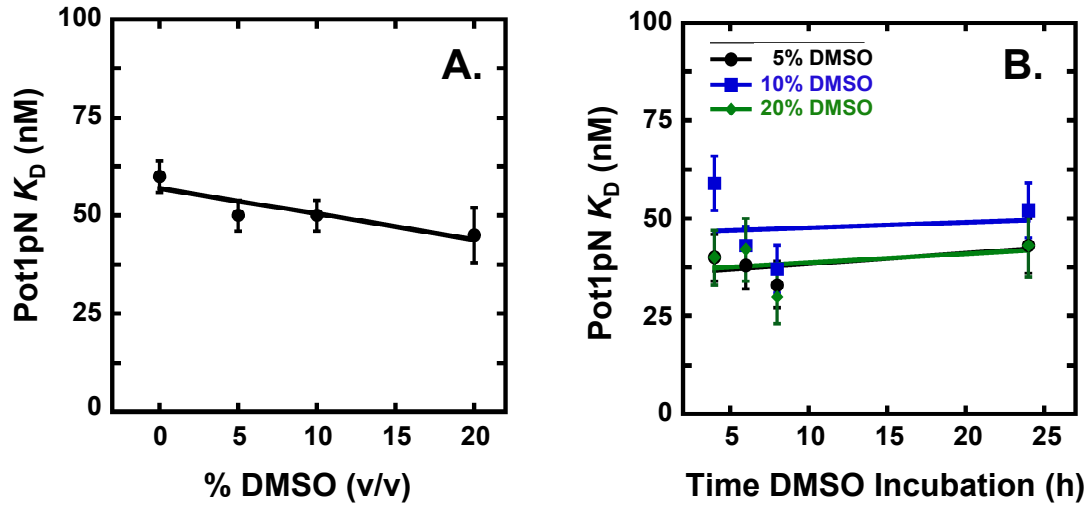 A.
Pot1pN KD (nM)
100
75
50
25
0
0 5 10 15 20
% DMSO (v/v)
B.
5% DMSO
10% DMSO
20% DMSO
Pot1pN KD (nM)
100
75
50
25
0
5 10 15 20 25
Time DMSO Incubation (h)